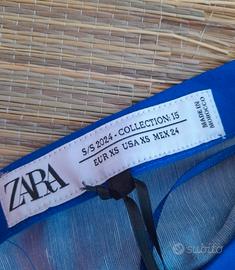 ZARA
S/S 2024 - COLLECTION: 15
EUR XS USA XS MEX 24
MADE IN
MOROCCO
subito